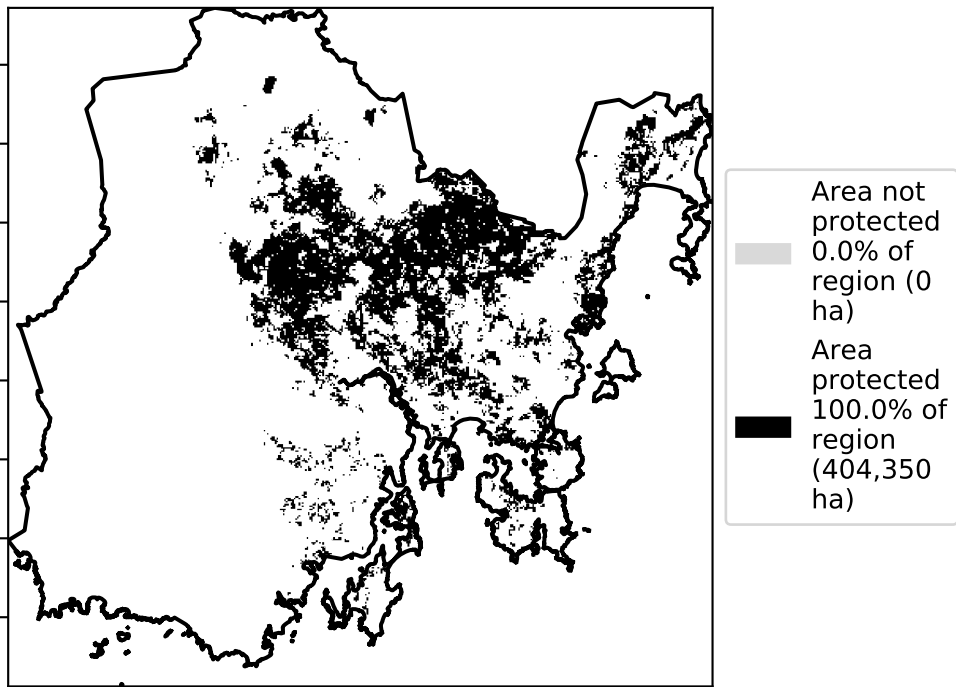 Area not
protected
0.0% of
region (0
ha)
Area
protected
100.0% of
region
(404,350
ha)